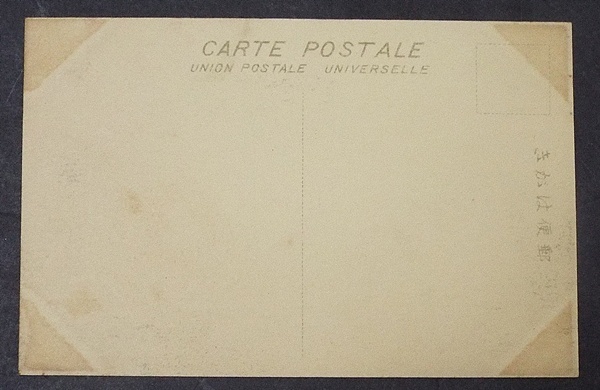 CARTE POSTALE
UNION POSTALE UNIVERSELLE
郵便はかき